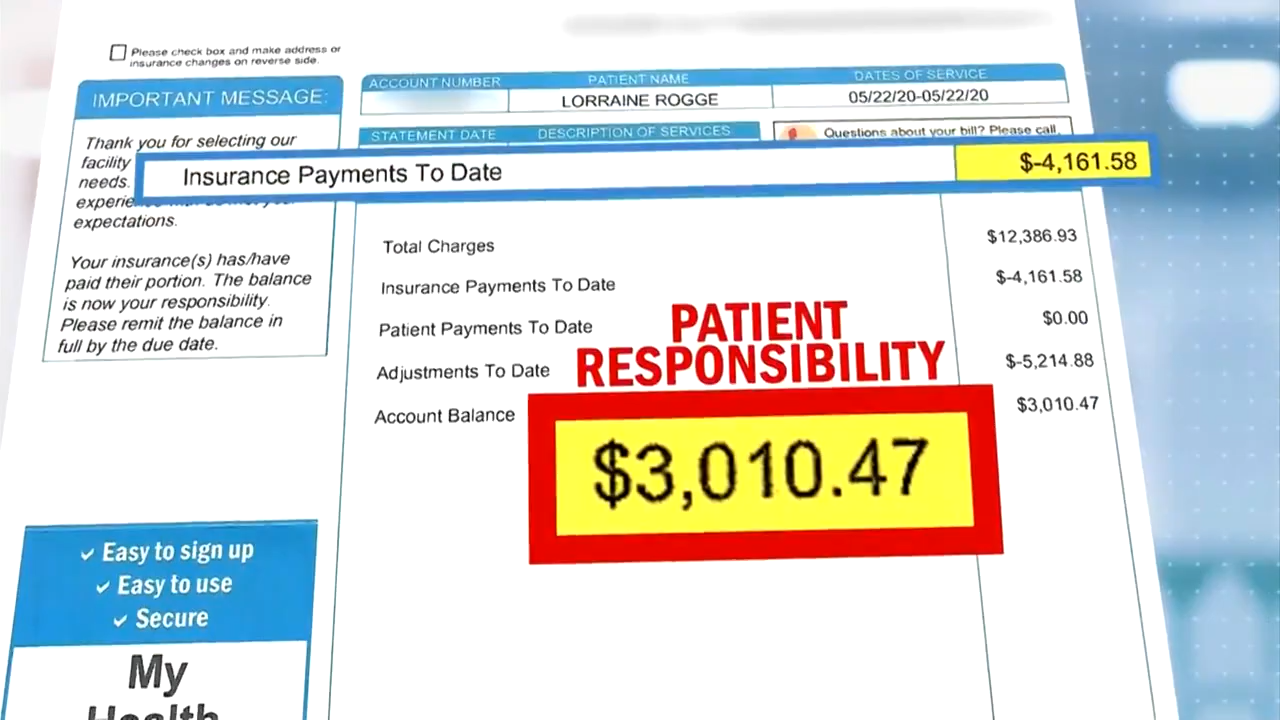 Please check box and make address or
insurance changes on reverse side.
IMPORTANT MESSAGE:
Thank you for selecting our
facility
needs.
expectations.
Your insurance(s) has/have
paid their portion. The balance
is now your responsibility.
Please remit the balance in
full by the due date.
ACCOUNT NUMBER PATIENT NAME DATES OF SERVICE
LORRAINE ROGGE 05/22/20-05/22/20
STATEMENT DATE DESCRIPTION OF SERVICES
Questions about your bill? Please call
Insurance Payments To Date $-4,161.58
Total Charges $12,386.93
Insurance Payments To Date $-4,161.58
Patient Payments To Date $0.00
Adjustments To Date $-5,214.88
Account Balance $3,010.47
PATIENT
RESPONSIBILITY
$3,010.47
Easy to sign up
Easy to use
Secure
My
Health